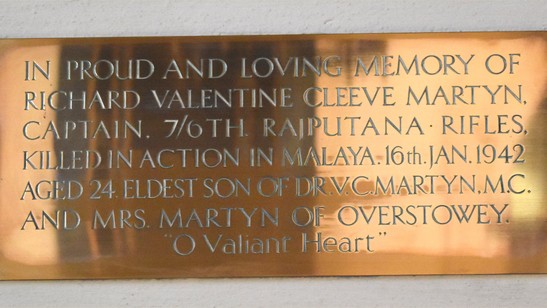 IN PROUD AND LOVING MEMORY OF
RICHARD VALENTINE CLEEVE MARTYN,
CAPTAIN. 7/6TH. RAJPUTANA · RIFLES,
KILLED IN ACTION IN MALAYA. 16th. JAN. 1942
AGED 24. ELDEST SON OF DR. V. C. MARTYN, M.C.
AND MRS. MARTYN OF OVERSTOWEY.
"O Valiant Heart"